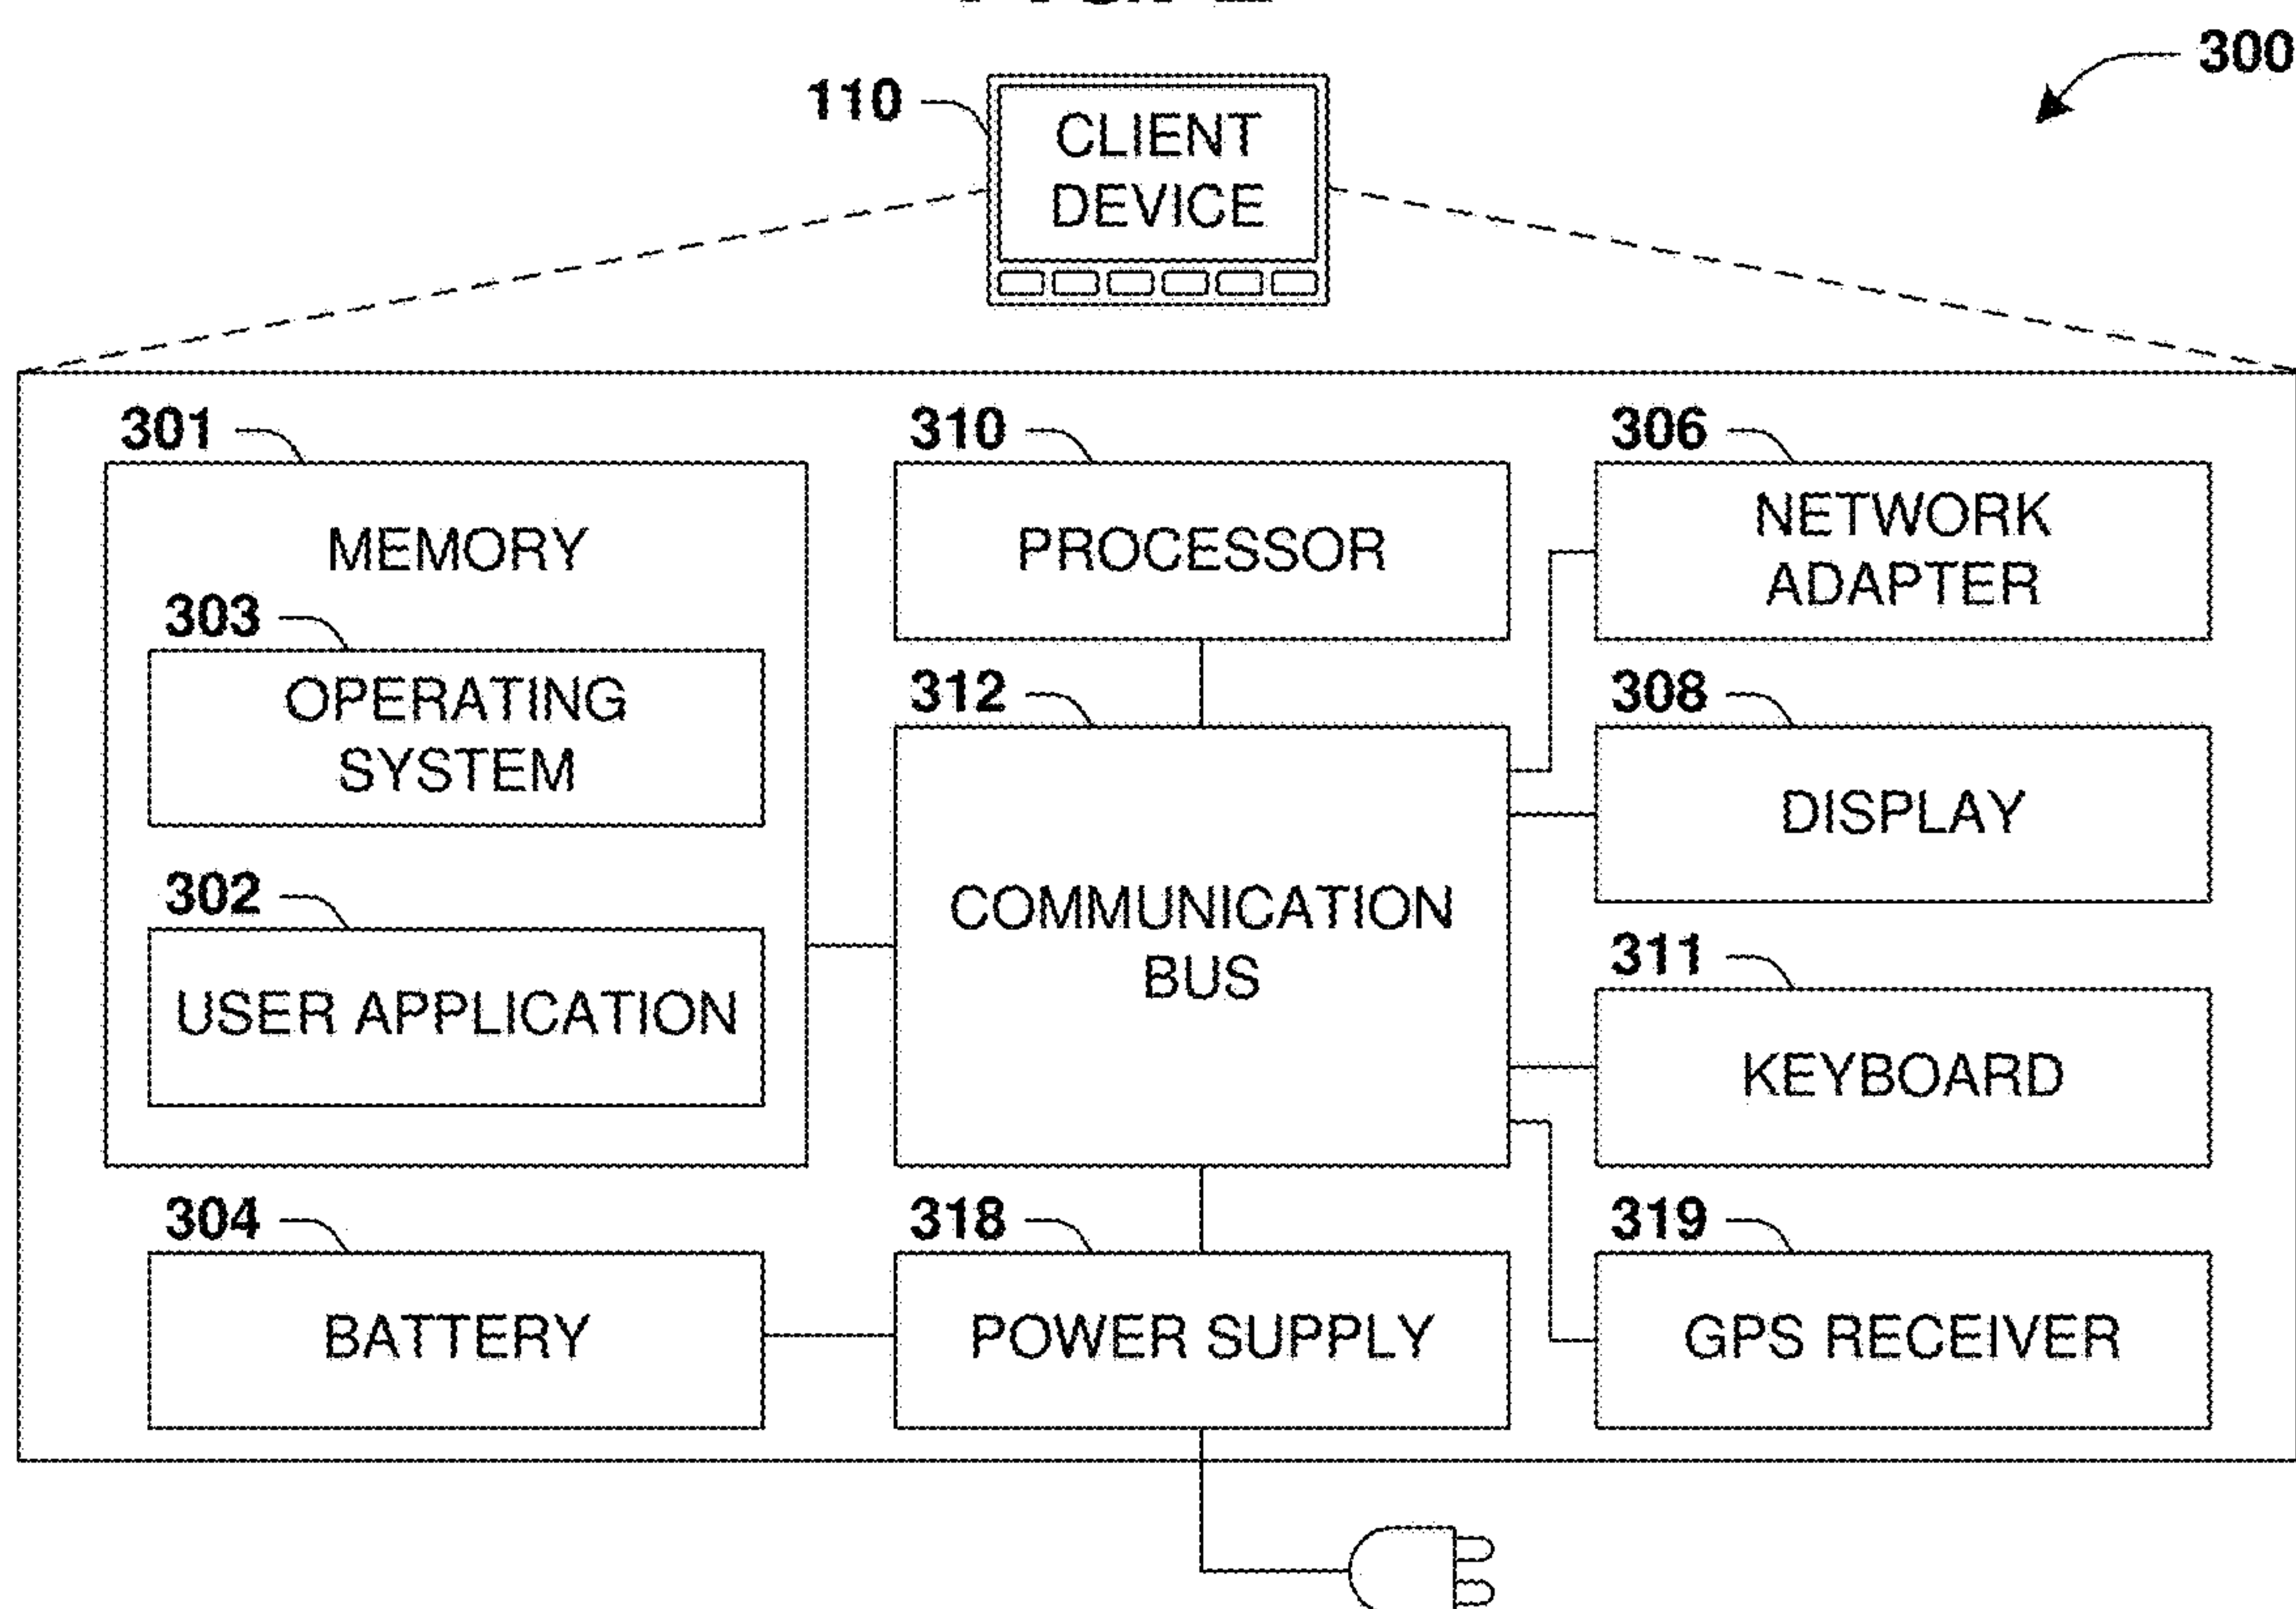 300
110
CLIENT
DEVICE
301
MEMORY
303
OPERATING
SYSTEM
302
USER APPLICATION
304
BATTERY
310
PROCESSOR
312
COMMUNICATION
BUS
318
POWER SUPPLY
306
NETWORK
ADAPTER
308
DISPLAY
311
KEYBOARD
319
GPS RECEIVER